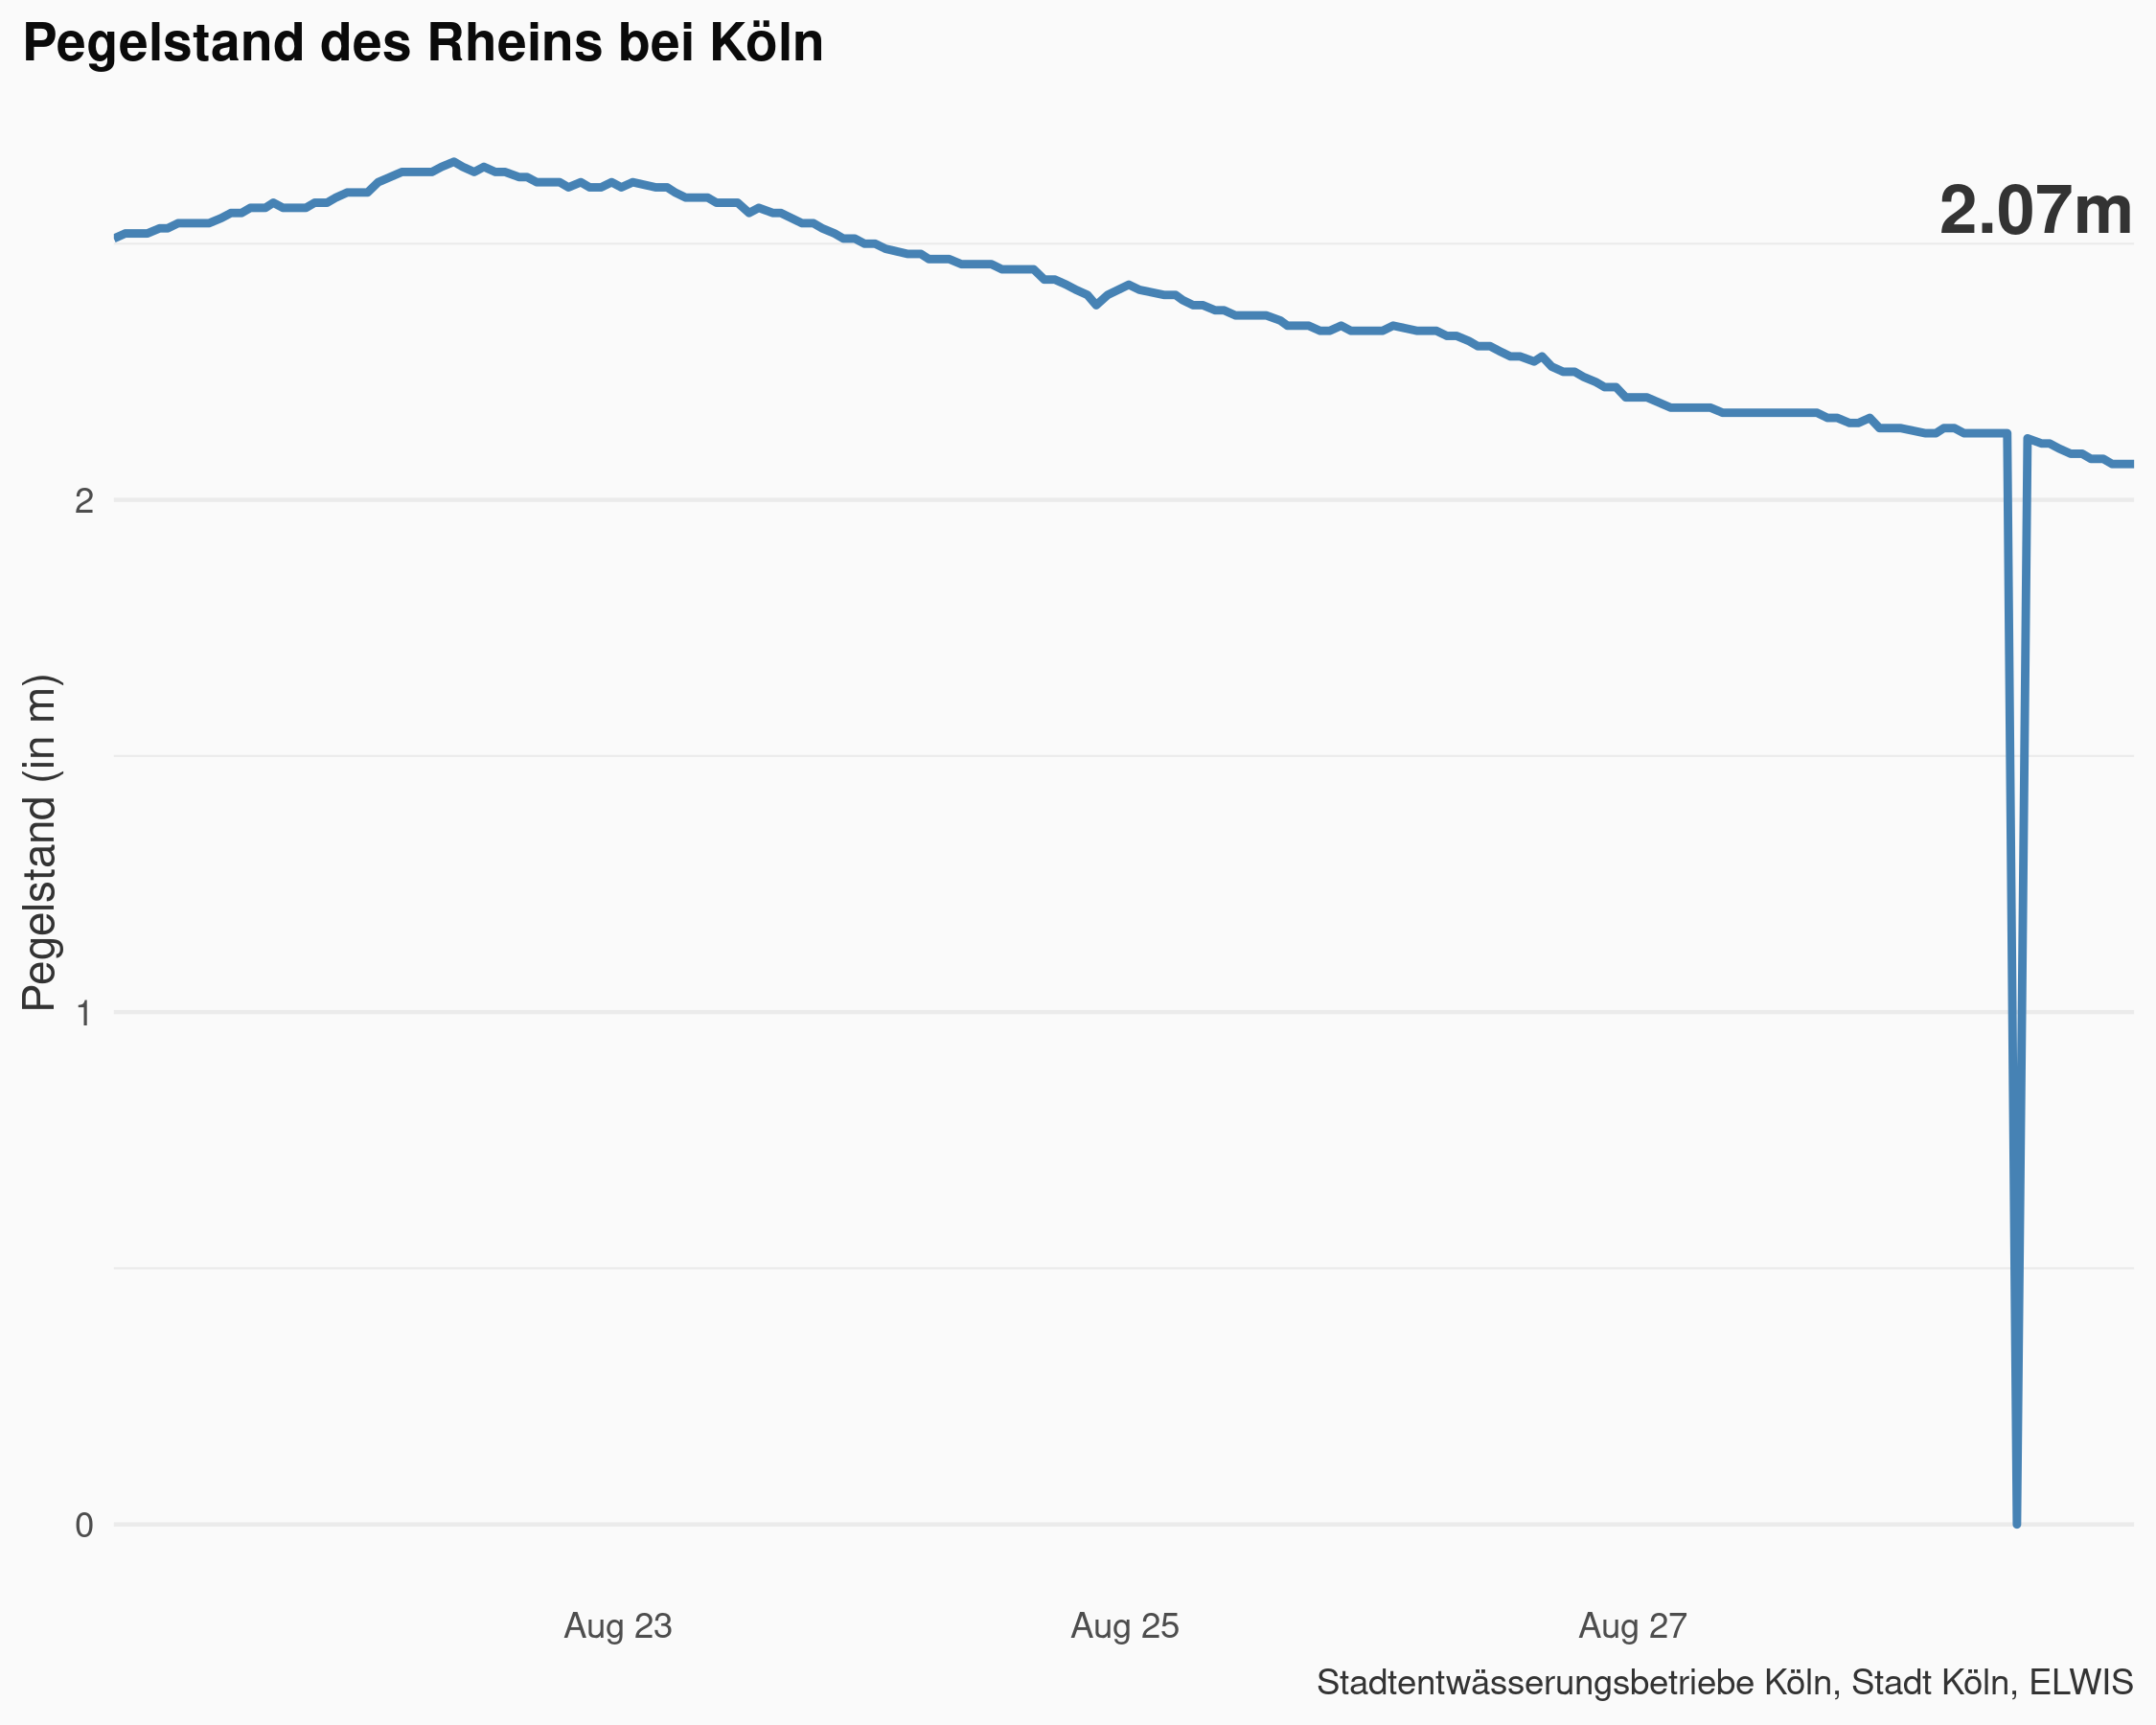 Pegelstand des Rheins bei Köln
2.07m
Pegelstand (in m)
2
1
0
Aug 23
Aug 25
Aug 27
Stadtentwässerungsbetriebe Köln, Stadt Köln, ELWIS